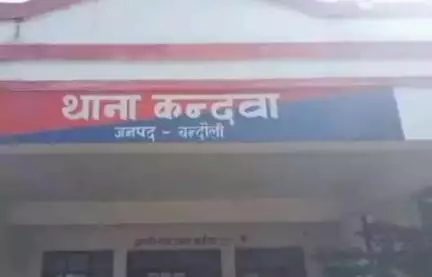 थाना कन्दवा
जनपद - चन्दौली